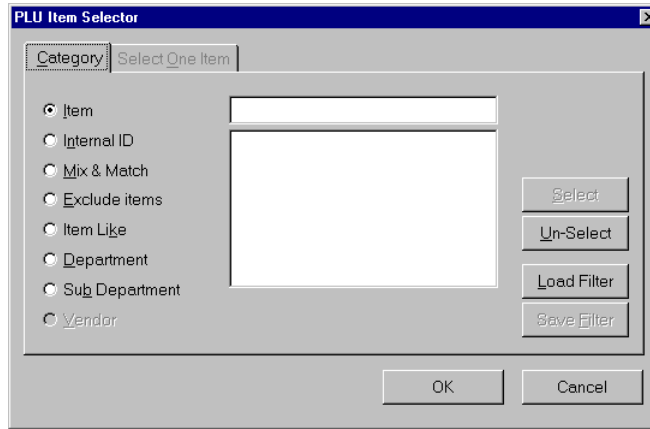 PLU Item Selector
Category Select One Item
Item
Internal ID
Mix & Match
Exclude items
Item Like
Department
Sub Department
Vendor
Select
Un-Select
Load Filter
Save Filter
OK Cancel